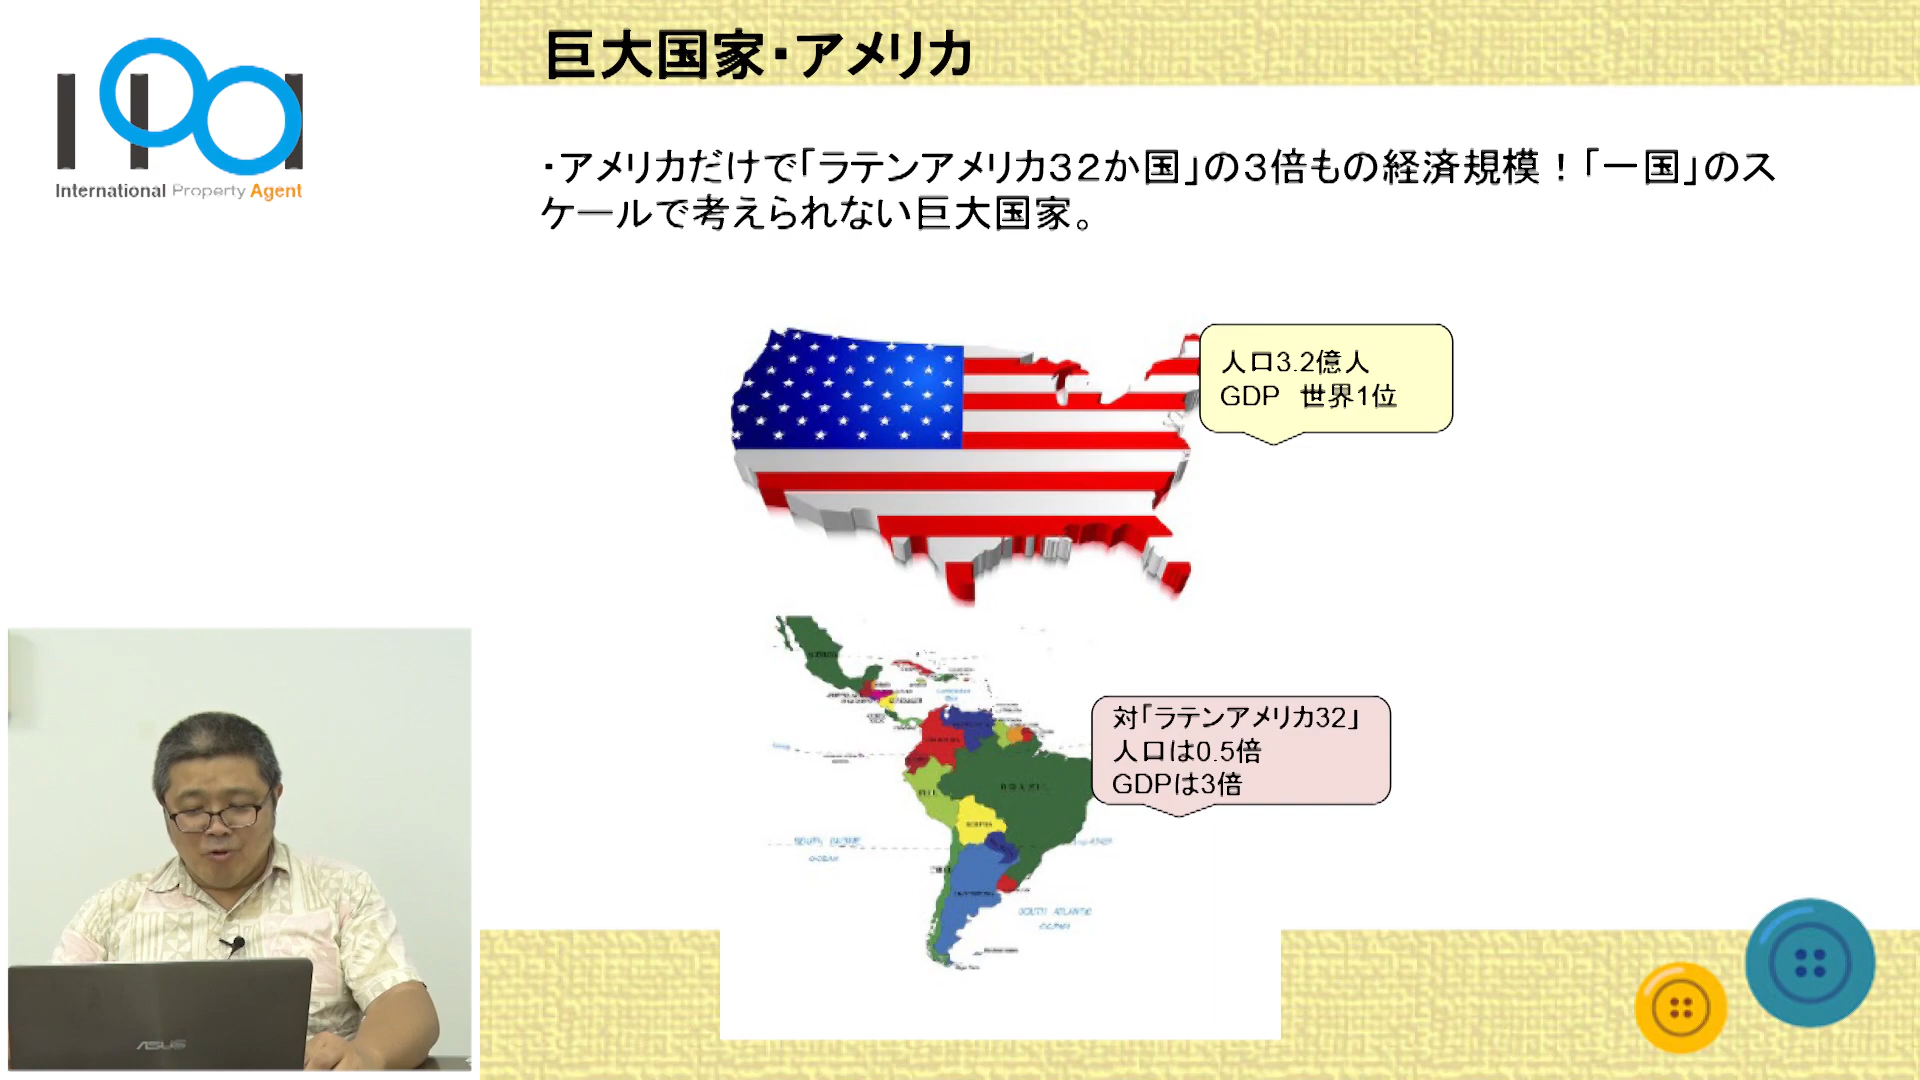 巨大国家・アメリカ
IPa
International Property Agent
・アメリカだけで「ラテンアメリカ32か国」の3倍もの経済規模！「一国」のス
ケールで考えられない巨大国家。
人口3.2億人
GDP　世界1位
対「ラテンアメリカ32」
人口は0.5倍
GDPは3倍
BRAZIL
SOUTH ATLANTIC
OCEAN
ASUS